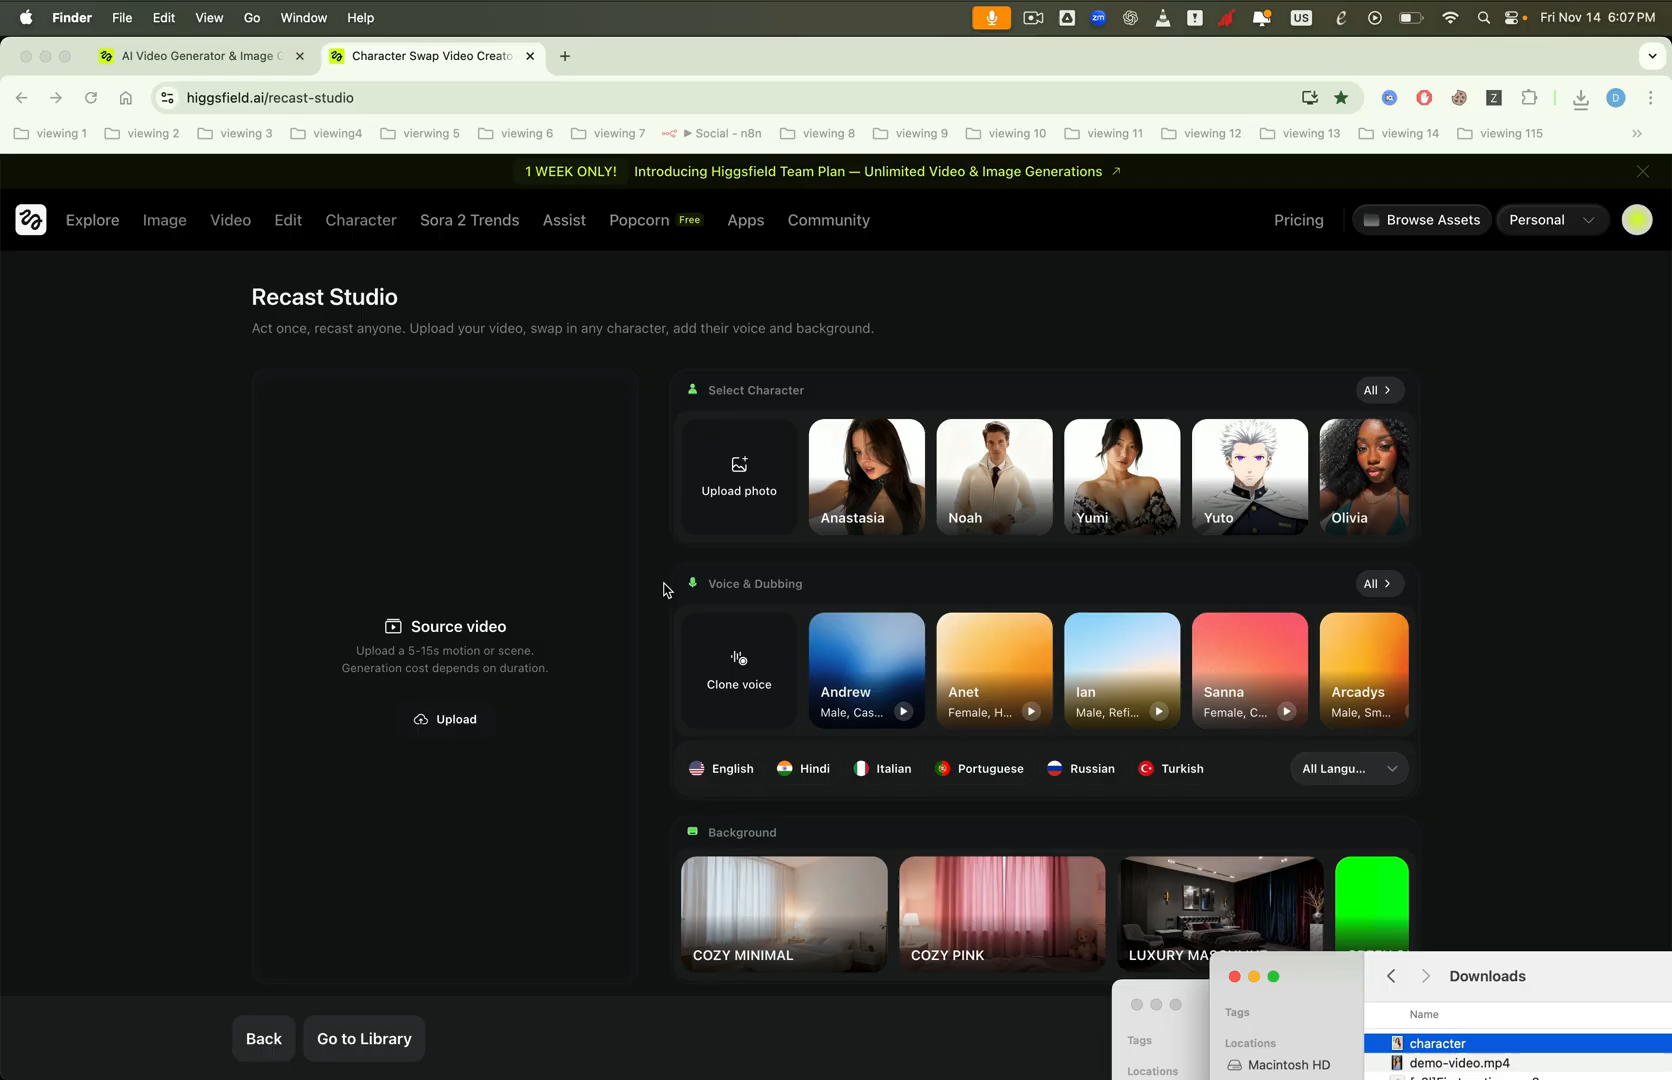 Finder File Edit View Go Window Help
zm
US
Fri Nov 14 6:07 PM
AI Video Generator & Image G
Character Swap Video Creato
higgsfield.ai/recast-studio
D
viewing 1 viewing 2 viewing 3 viewing4 vierwing 5 viewing 6 viewing 7 ► Social - n8n viewing 8 viewing 9 viewing 10 viewing 11 viewing 12 viewing 13 viewing 14 viewing 115 »
1 WEEK ONLY! Introducing Higgsfield Team Plan — Unlimited Video & Image Generations ↗
Explore Image Video Edit Character Sora 2 Trends Assist Popcorn Free Apps Community
Pricing Browse Assets Personal
Recast Studio
Act once, recast anyone. Upload your video, swap in any character, add their voice and background.
Source video
Upload a 5-15s motion or scene.
Generation cost depends on duration.
Upload
Select Character
All >
Upload photo
Anastasia
Noah
Yumi
Yuto
Olivia
Voice & Dubbing
All >
Clone voice
Andrew
Male, Cas...
Anet
Female, H...
Ian
Male, Refi...
Sanna
Female, C...
Arcadys
Male, Sm...
English Hindi Italian Portuguese Russian Turkish
All Langu...
Background
COZY MINIMAL
COZY PINK
LUXURY MAS
Back
Go to Library
Tags
Locations
Tags
Locations
Macintosh HD
Downloads
Name
character
demo-video.mp4